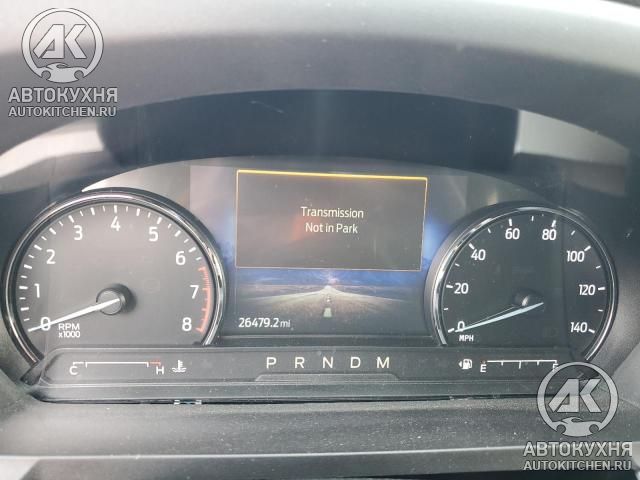 AK
АВТОКУХНЯ
AUTOKITCHEN.RU
Transmission
Not in Park
0 1 2 3 4 5 6 7 8
RPM
x1000
26479.2 mi
0 20 40 60 80 100 120 140
MPH
C H
P R N D M
E F
AK
АВТОКУХНЯ
AUTOKITCHEN.RU